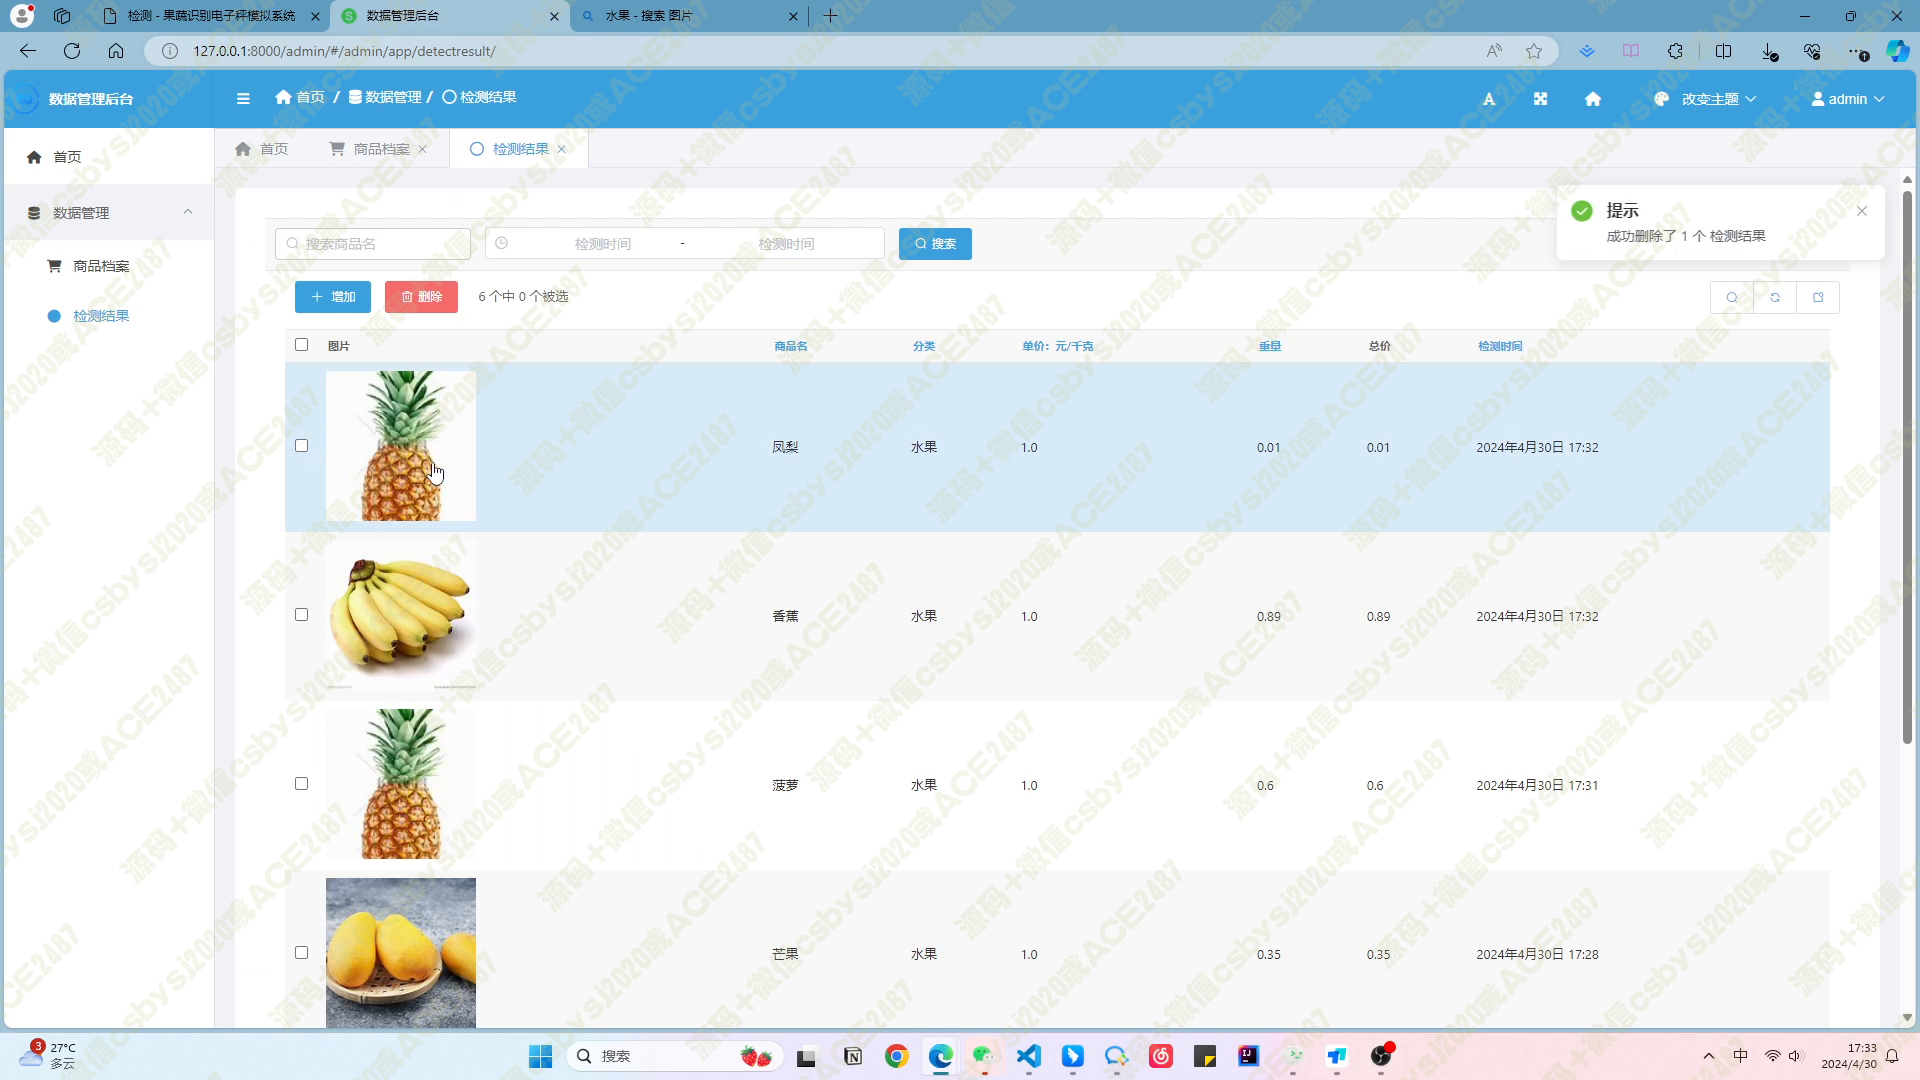 检测 - 果蔬识别电子秤模拟系统
数据管理后台
水果 - 搜索 图片
127.0.0.1:8000/admin/#/admin/app/detectresult/
数据管理后台
首页 / 数据管理 / 检测结果
改变主题
admin
首页
商品档案
检测结果
首页
数据管理
商品档案
检测结果
提示
成功删除了 1 个 检测结果
搜索商品名
检测时间 - 检测时间
搜索
增加
删除
6 个中 0 个被选
图片 商品名 分类 单价：元/千克 重量 总价 检测时间
凤梨 水果 1.0 0.01 0.01 2024年4月30日 17:32
香蕉 水果 1.0 0.89 0.89 2024年4月30日 17:32
菠萝 水果 1.0 0.6 0.6 2024年4月30日 17:31
芒果 水果 1.0 0.35 0.35 2024年4月30日 17:28
源码+微信csbysj2020或ACE2487
3
27°C
多云
搜索
中
17:33
2024/4/30